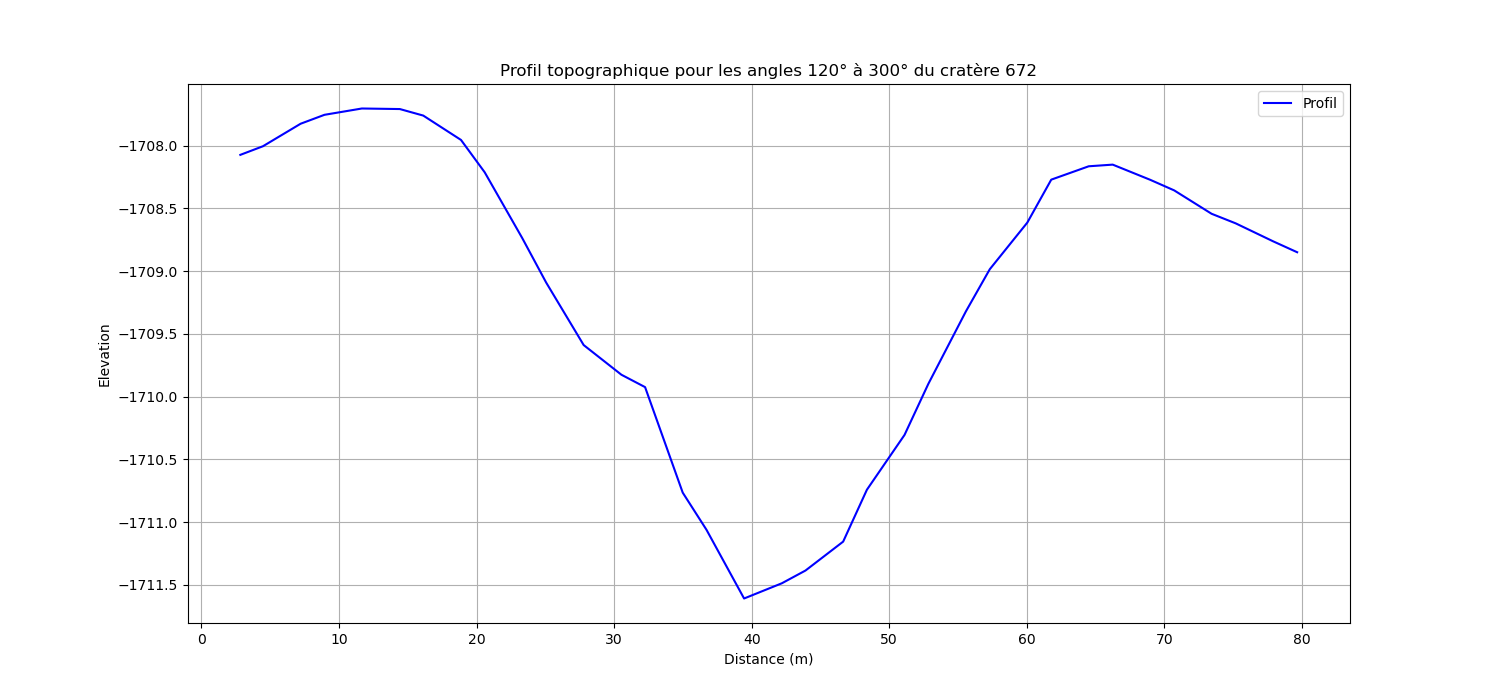 Profil topographique pour les angles 120° à 300° du cratère 672
Profil
−1708.0
−1708.5
−1709.0
−1709.5
−1710.0
−1710.5
−1711.0
−1711.5
Elevation
0 10 20 30 40 50 60 70 80
Distance (m)